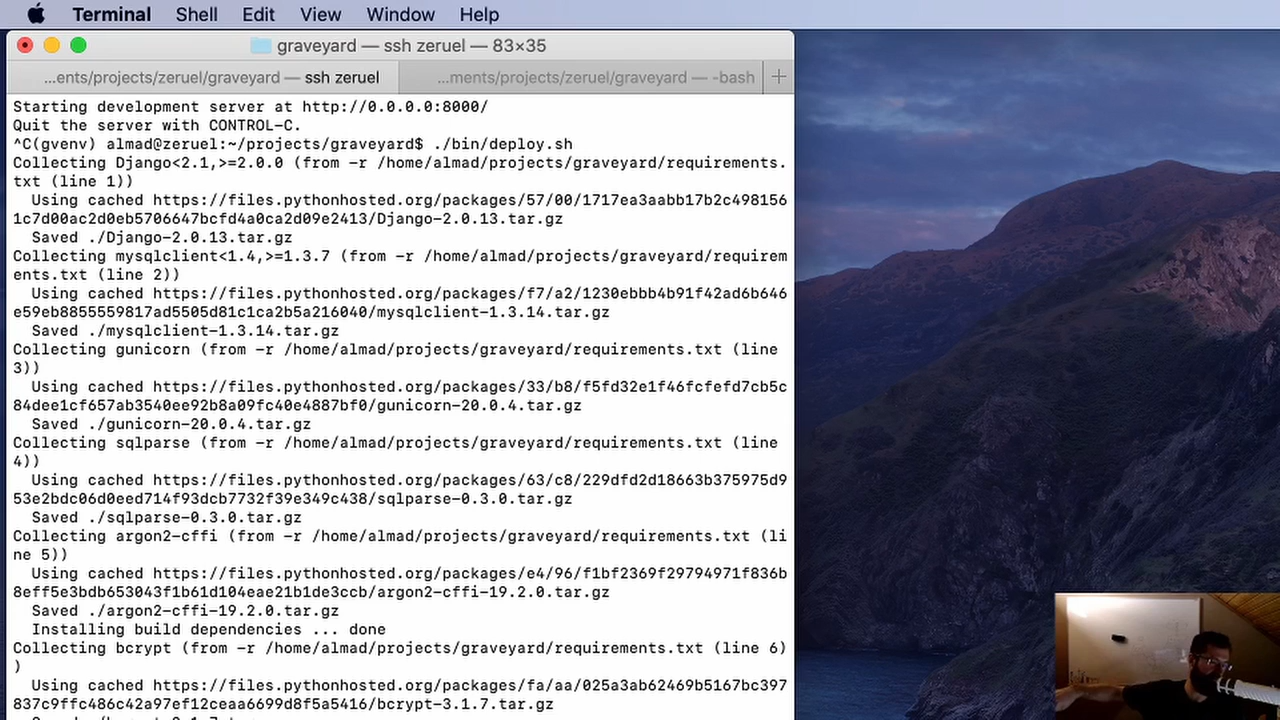 Terminal Shell Edit View Window Help
graveyard — ssh zeruel — 83×35
...ents/projects/zeruel/graveyard — ssh zeruel ...ments/projects/zeruel/graveyard — -bash +
Starting development server at http://0.0.0.0:8000/
Quit the server with CONTROL-C.
^C(gvenv) almad@zeruel:~/projects/graveyard$ ./bin/deploy.sh
Collecting Django<2.1,>=2.0.0 (from -r /home/almad/projects/graveyard/requirements.
txt (line 1))
  Using cached https://files.pythonhosted.org/packages/57/00/1717ea3aabb17b2c498156
1c7d00ac2d0eb5706647bcfd4a0ca2d09e2413/Django-2.0.13.tar.gz
  Saved ./Django-2.0.13.tar.gz
Collecting mysqlclient<1.4,>=1.3.7 (from -r /home/almad/projects/graveyard/requirem
ents.txt (line 2))
  Using cached https://files.pythonhosted.org/packages/f7/a2/1230ebbb4b91f42ad6b646
e59eb8855559817ad5505d81c1ca2b5a216040/mysqlclient-1.3.14.tar.gz
  Saved ./mysqlclient-1.3.14.tar.gz
Collecting gunicorn (from -r /home/almad/projects/graveyard/requirements.txt (line
3))
  Using cached https://files.pythonhosted.org/packages/33/b8/f5fd32e1f46fcfefd7cb5c
84dee1cf657ab3540ee92b8a09fc40e4887bf0/gunicorn-20.0.4.tar.gz
  Saved ./gunicorn-20.0.4.tar.gz
Collecting sqlparse (from -r /home/almad/projects/graveyard/requirements.txt (line
4))
  Using cached https://files.pythonhosted.org/packages/63/c8/229dfd2d18663b375975d9
53e2bdc06d0eed714f93dcb7732f39e349c438/sqlparse-0.3.0.tar.gz
  Saved ./sqlparse-0.3.0.tar.gz
Collecting argon2-cffi (from -r /home/almad/projects/graveyard/requirements.txt (li
ne 5))
  Using cached https://files.pythonhosted.org/packages/e4/96/f1bf2369f29794971f836b
8eff5e3bdb653043f1b61d104eae21b1de3ccb/argon2-cffi-19.2.0.tar.gz
  Saved ./argon2-cffi-19.2.0.tar.gz
  Installing build dependencies ... done
Collecting bcrypt (from -r /home/almad/projects/graveyard/requirements.txt (line 6)
)
  Using cached https://files.pythonhosted.org/packages/fa/aa/025a3ab62469b5167bc397
837c9ffc486c42a97ef12ceaa6699d8f5a5416/bcrypt-3.1.7.tar.gz